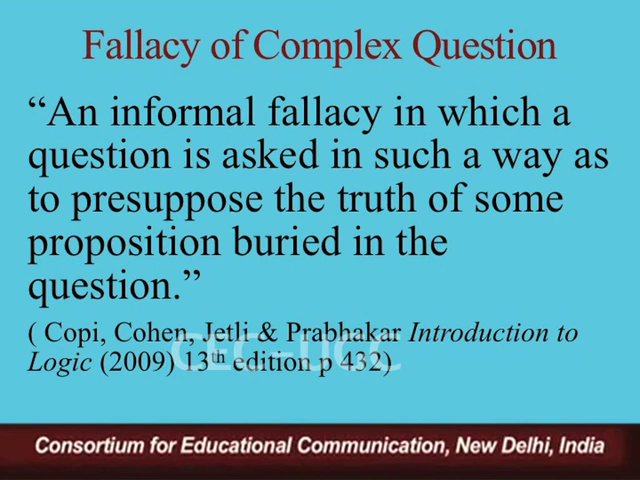 Fallacy of Complex Question
“An informal fallacy in which a
question is asked in such a way as
to presuppose the truth of some
proposition buried in the
question.”
( Copi, Cohen, Jetli & Prabhakar Introduction to
Logic (2009) 13th edition p 432)
CEC-UGC
Consortium for Educational Communication, New Delhi, India